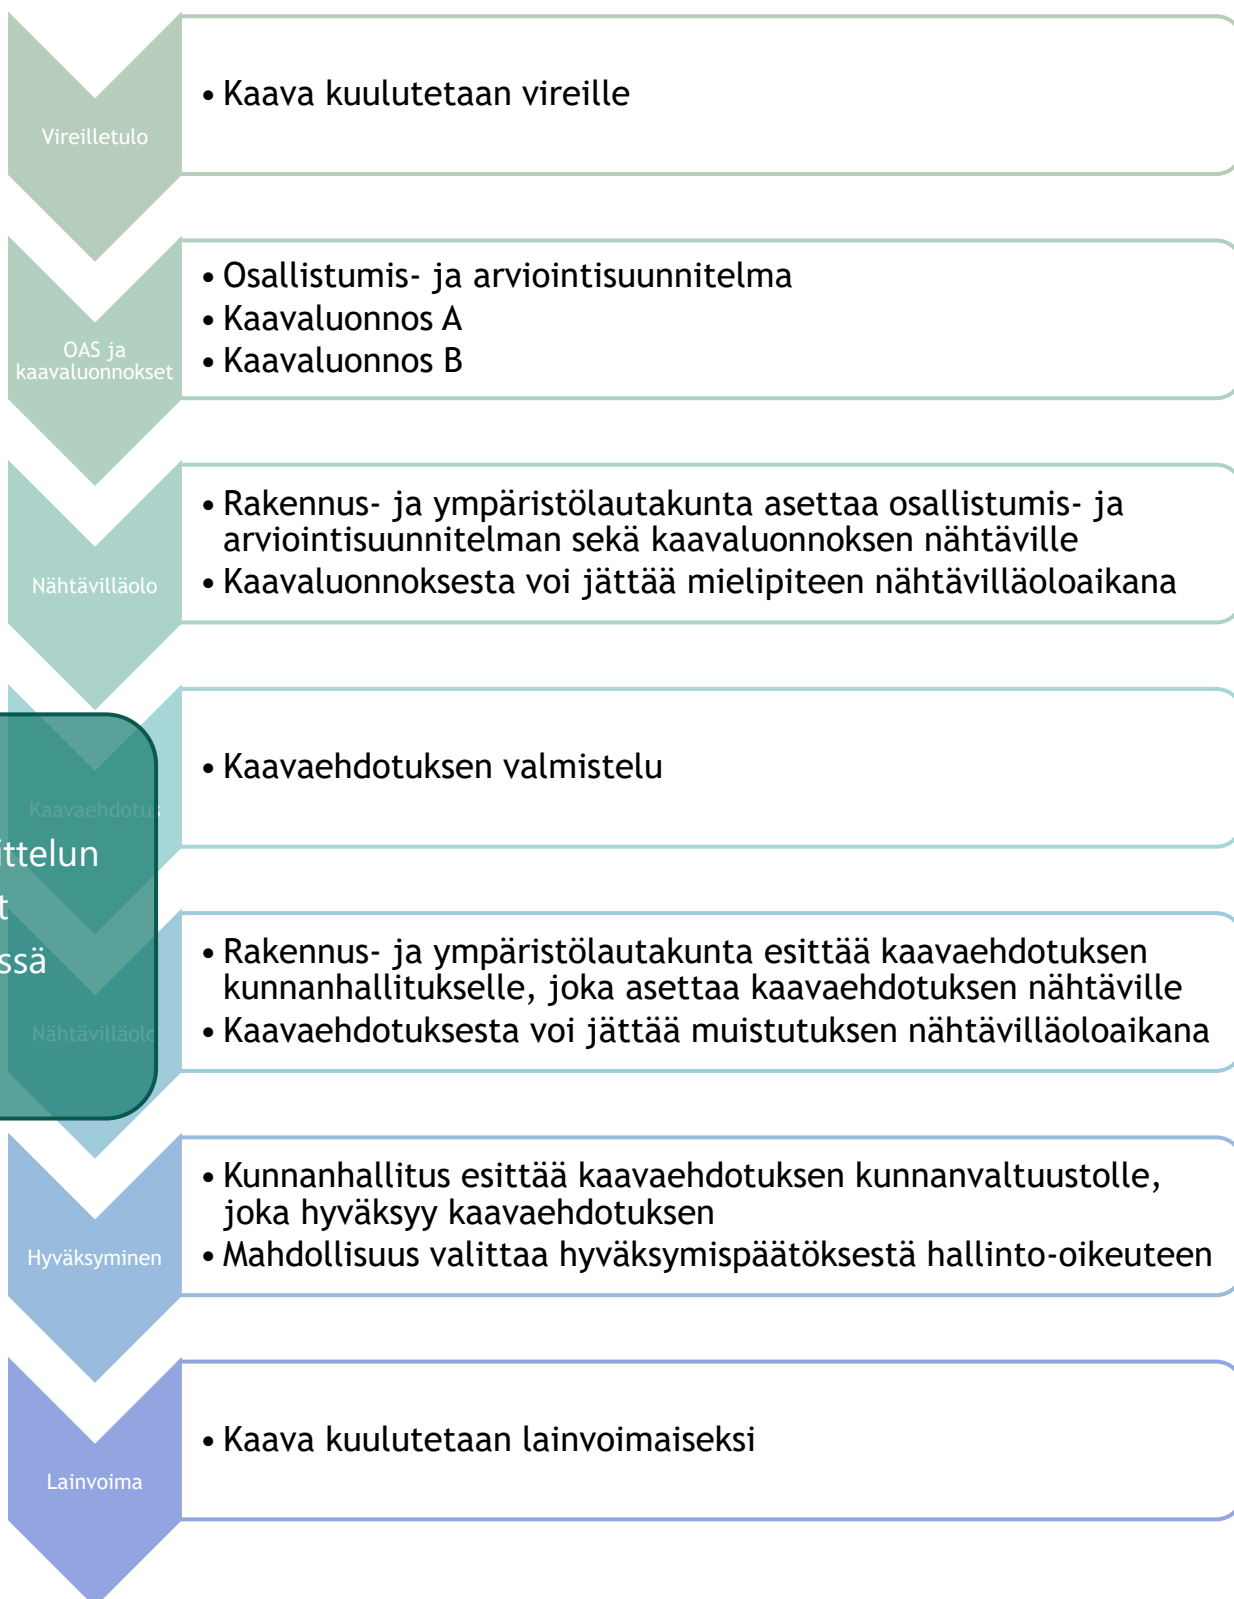 Vireilletulo
• Kaava kuulutetaan vireille
OAS ja
kaavaluonnokset
• Osallistumis- ja arviointisuunnitelma
• Kaavaluonnos A
• Kaavaluonnos B
Nähtävilläolo
• Rakennus- ja ympäristölautakunta asettaa osallistumis- ja
arviointisuunnitelman sekä kaavaluonnoksen nähtäville
• Kaavaluonnoksesta voi jättää mielipiteen nähtävilläoloaikana
Kaavaehdotus
• Kaavaehdotuksen valmistelu
ittelun
t
ssä
Nähtävilläolo
• Rakennus- ja ympäristölautakunta esittää kaavaehdotuksen
kunnanhallitukselle, joka asettaa kaavaehdotuksen nähtäville
• Kaavaehdotuksesta voi jättää muistutuksen nähtävilläoloaikana
Hyväksyminen
• Kunnanhallitus esittää kaavaehdotuksen kunnanvaltuustolle,
joka hyväksyy kaavaehdotuksen
• Mahdollisuus valittaa hyväksymispäätöksestä hallinto-oikeuteen
Lainvoima
• Kaava kuulutetaan lainvoimaiseksi